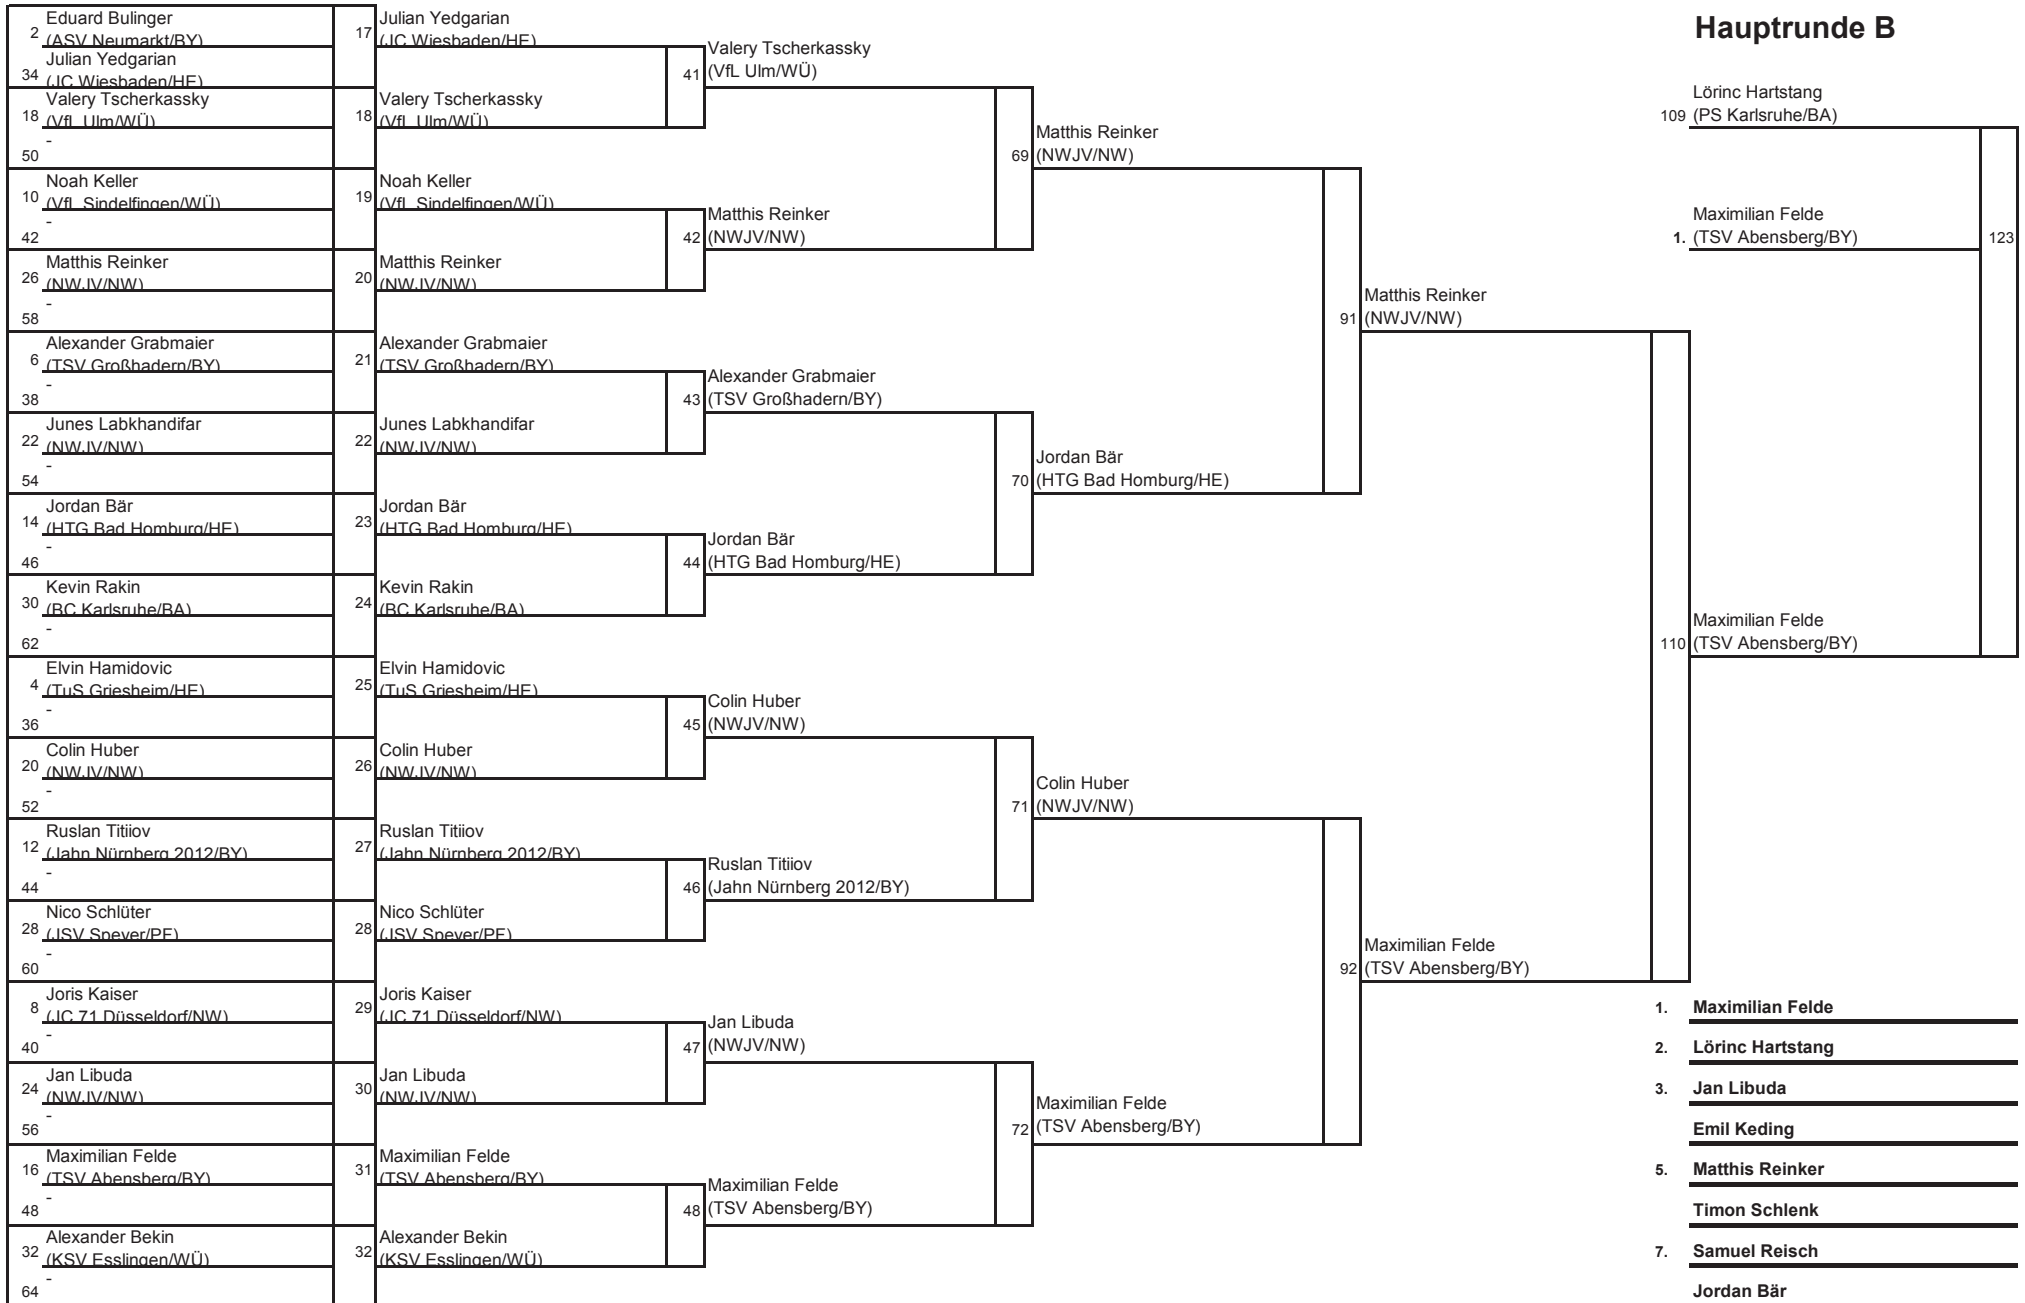 Hauptrunde B
2 Eduard Bulinger
(ASV Neumarkt/BY)
34 Julian Yedgarian
(JC Wiesbaden/HE)
18 Valery Tscherkassky
(VfL Ulm/WÜ)
50 -
10 Noah Keller
(VfL Sindelfingen/WÜ)
42 -
26 Matthis Reinker
(NWJV/NW)
58 -
6 Alexander Grabmaier
(TSV Großhadern/BY)
38 -
22 Junes Labkhandifar
(NWJV/NW)
54 -
14 Jordan Bär
(HTG Bad Homburg/HE)
46 -
30 Kevin Rakin
(BC Karlsruhe/BA)
62 -
4 Elvin Hamidovic
(TuS Griesheim/HE)
36 -
20 Colin Huber
(NWJV/NW)
52 -
12 Ruslan Titiiov
(Jahn Nürnberg 2012/BY)
44 -
28 Nico Schlüter
(JSV Speyer/PF)
60 -
8 Joris Kaiser
(JC 71 Düsseldorf/NW)
40 -
24 Jan Libuda
(NWJV/NW)
56 -
16 Maximilian Felde
(TSV Abensberg/BY)
48 -
32 Alexander Bekin
(KSV Esslingen/WÜ)
64 -
17 Julian Yedgarian
(JC Wiesbaden/HE)
18 Valery Tscherkassky
(VfL Ulm/WÜ)
19 Noah Keller
(VfL Sindelfingen/WÜ)
20 Matthis Reinker
(NWJV/NW)
21 Alexander Grabmaier
(TSV Großhadern/BY)
22 Junes Labkhandifar
(NWJV/NW)
23 Jordan Bär
(HTG Bad Homburg/HE)
24 Kevin Rakin
(BC Karlsruhe/BA)
25 Elvin Hamidovic
(TuS Griesheim/HE)
26 Colin Huber
(NWJV/NW)
27 Ruslan Titiiov
(Jahn Nürnberg 2012/BY)
28 Nico Schlüter
(JSV Speyer/PF)
29 Joris Kaiser
(JC 71 Düsseldorf/NW)
30 Jan Libuda
(NWJV/NW)
31 Maximilian Felde
(TSV Abensberg/BY)
32 Alexander Bekin
(KSV Esslingen/WÜ)
Valery Tscherkassky
41 (VfL Ulm/WÜ)
Matthis Reinker
42 (NWJV/NW)
Alexander Grabmaier
43 (TSV Großhadern/BY)
Jordan Bär
44 (HTG Bad Homburg/HE)
Colin Huber
45 (NWJV/NW)
Ruslan Titiiov
46 (Jahn Nürnberg 2012/BY)
Jan Libuda
47 (NWJV/NW)
Maximilian Felde
48 (TSV Abensberg/BY)
Matthis Reinker
69 (NWJV/NW)
Jordan Bär
70 (HTG Bad Homburg/HE)
Colin Huber
71 (NWJV/NW)
Maximilian Felde
72 (TSV Abensberg/BY)
Matthis Reinker
91 (NWJV/NW)
Maximilian Felde
92 (TSV Abensberg/BY)
Lörinc Hartstang
109 (PS Karlsruhe/BA)
Maximilian Felde
1. (TSV Abensberg/BY)
123
Maximilian Felde
110 (TSV Abensberg/BY)
1. Maximilian Felde
2. Lörinc Hartstang
3. Jan Libuda
Emil Keding
5. Matthis Reinker
Timon Schlenk
7. Samuel Reisch
Jordan Bär